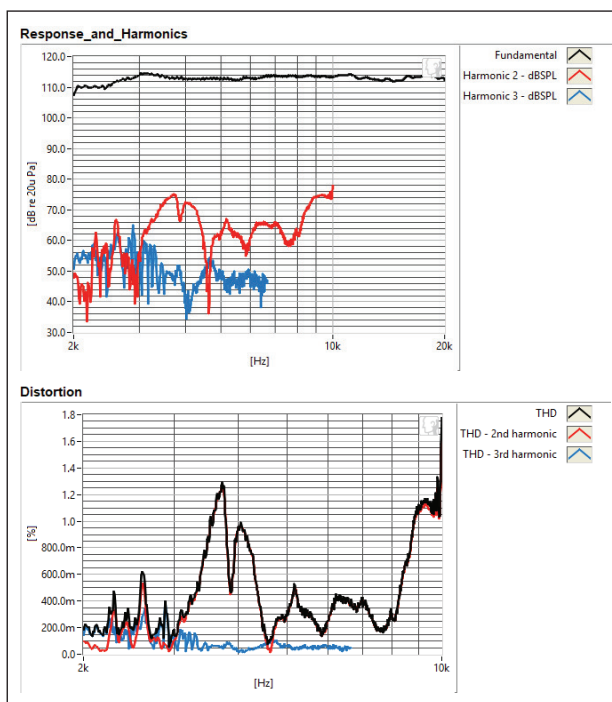 Response_and_Harmonics
120.0
110.0
100.0
90.0
80.0
70.0
60.0
50.0
40.0
30.0
[dB re 20u Pa]
2k
10k
20k
[Hz]
Fundamental
Harmonic 2 - dBSPL
Harmonic 3 - dBSPL
Distortion
1.8
1.6
1.4
1.2
1.0
800.0m
600.0m
400.0m
200.0m
0.0
[%]
2k
10k
[Hz]
THD
THD - 2nd harmonic
THD - 3rd harmonic